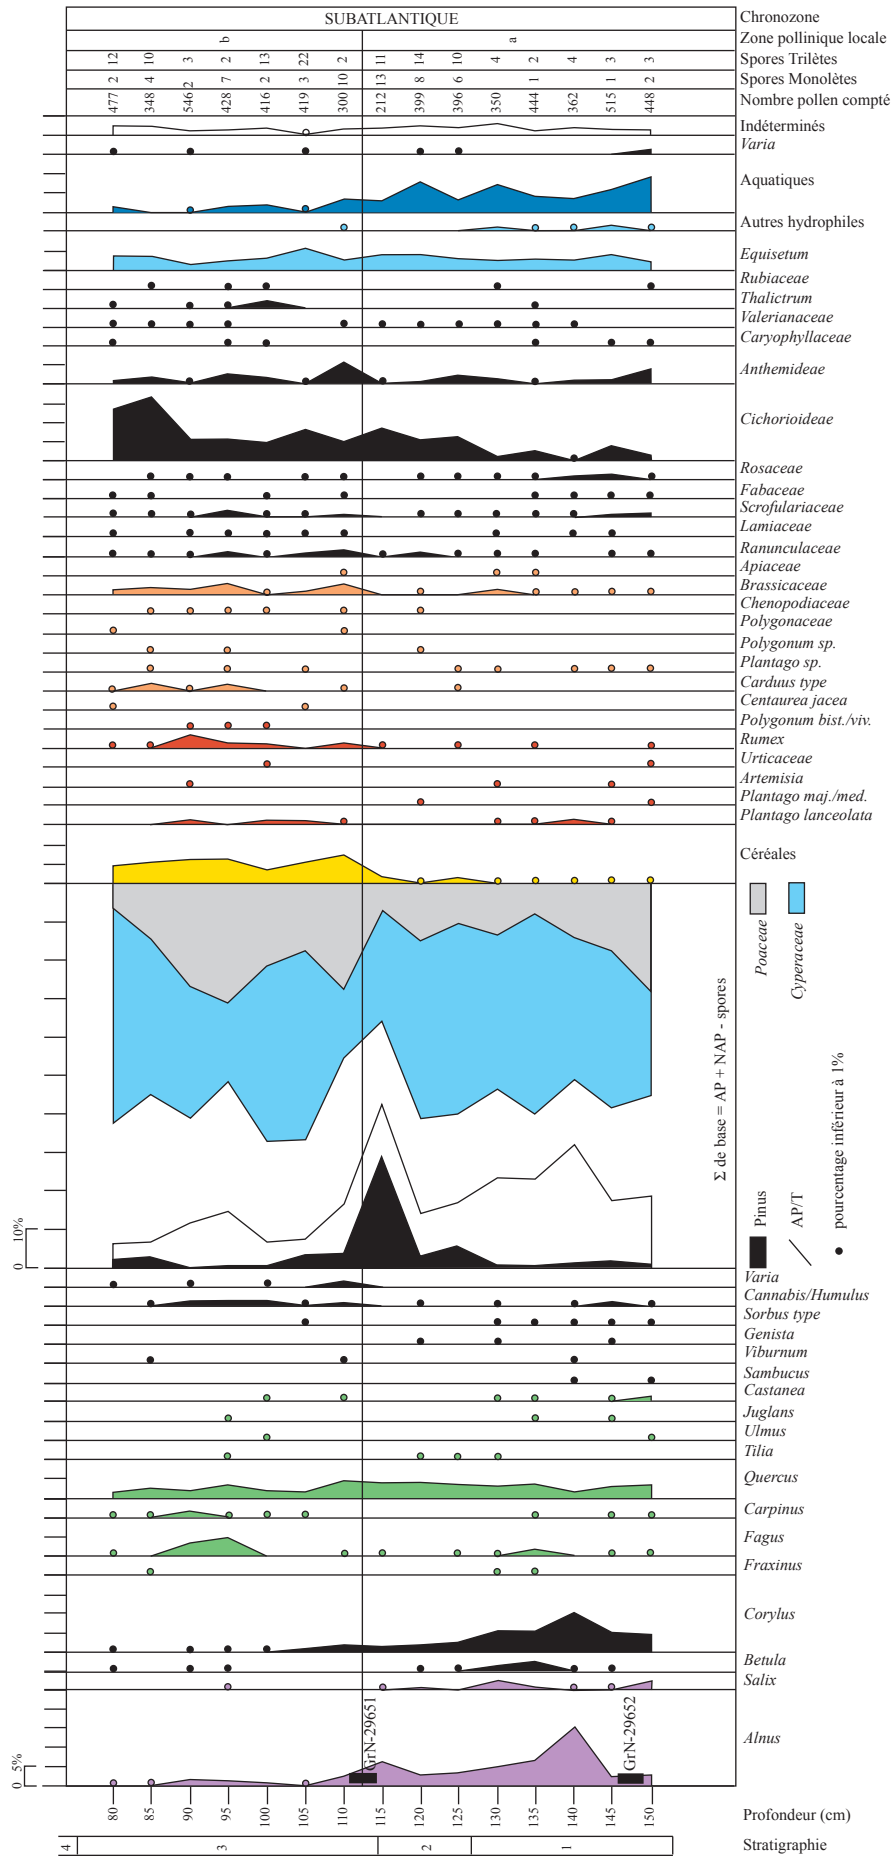 SUBATLANTIQUE
Chronozone
b
a
Zone pollinique locale
12 10 3 2 13 22 2 11 14 10 4 2 4 3 3
Spores Trilètes
2 4 2 7 2 3 10 13 8 6 1 1 2
Spores Monolètes
477 348 546 428 416 419 300 212 399 396 350 444 362 515 448
Nombre pollen compté
Indéterminés
Varia
Aquatiques
Autres hydrophiles
Equisetum
Rubiaceae
Thalictrum
Valerianaceae
Caryophyllaceae
Anthemideae
Cichorioideae
Rosaceae
Fabaceae
Scrofulariaceae
Lamiaceae
Ranunculaceae
Apiaceae
Brassicaceae
Chenopodiaceae
Polygonaceae
Polygonum sp.
Plantago sp.
Carduus type
Centaurea jacea
Polygonum bist./viv.
Rumex
Urticaceae
Artemisia
Plantago maj./med.
Plantago lanceolata
Céréales
Poaceae
Cyperaceae
Σ de base = AP + NAP - spores
Pinus
AP/T
pourcentage inférieur à 1%
0 10%
Varia
Cannabis/Humulus
Sorbus type
Genista
Viburnum
Sambucus
Castanea
Juglans
Ulmus
Tilia
Quercus
Carpinus
Fagus
Fraxinus
Corylus
Betula
Salix
Alnus
GrN-29651
GrN-29652
0 5%
80 85 90 95 100 105 110 115 120 125 130 135 140 145 150
Profondeur (cm)
4 3 2 1
Stratigraphie